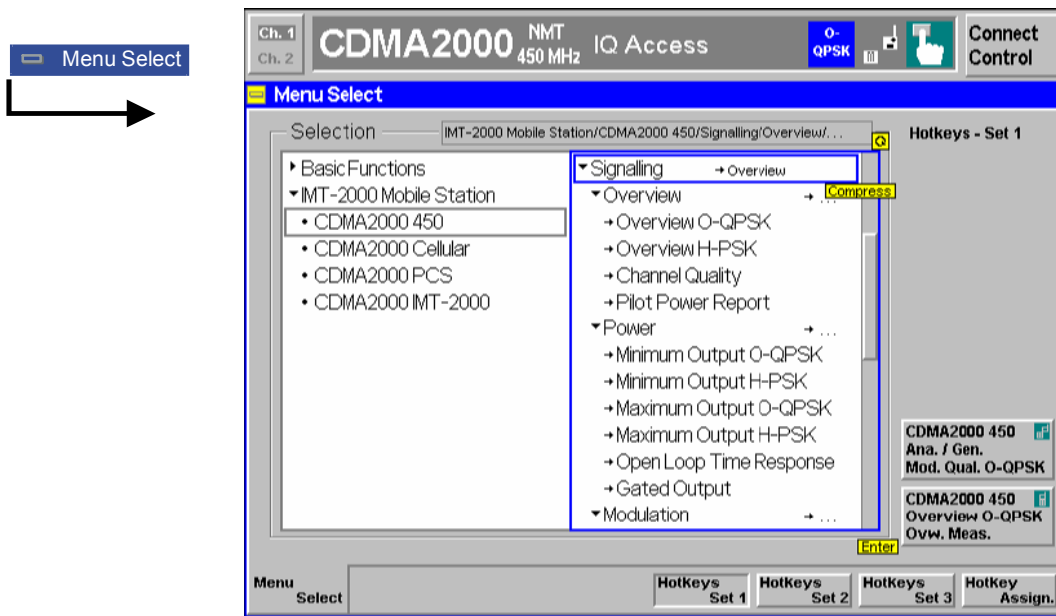 Menu Select
Ch. 1
Ch. 2
CDMA2000 NMT 450 MHz IQ Access
O-
QPSK
Connect
Control
Menu Select
Selection
IMT-2000 Mobile Station/CDMA2000 450/Signalling/Overview/. . .
Hotkeys - Set 1
Basic Functions
IMT-2000 Mobile Station
• CDMA2000 450
• CDMA2000 Cellular
• CDMA2000 PCS
• CDMA2000 IMT-2000
Signalling → Overview
Compress
Overview → . . .
→ Overview O-QPSK
→ Overview H-PSK
→ Channel Quality
→ Pilot Power Report
Power → . . .
→ Minimum Output O-QPSK
→ Minimum Output H-PSK
→ Maximum Output O-QPSK
→ Maximum Output H-PSK
→ Open Loop Time Response
→ Gated Output
Modulation → . . .
Enter
CDMA2000 450
Ana. / Gen.
Mod. Qual. O-QPSK
CDMA2000 450
Overview O-QPSK
Ovw. Meas.
Menu
Select
Hotkeys
Set 1
Hotkeys
Set 2
Hotkeys
Set 3
Hotkey
Assign.